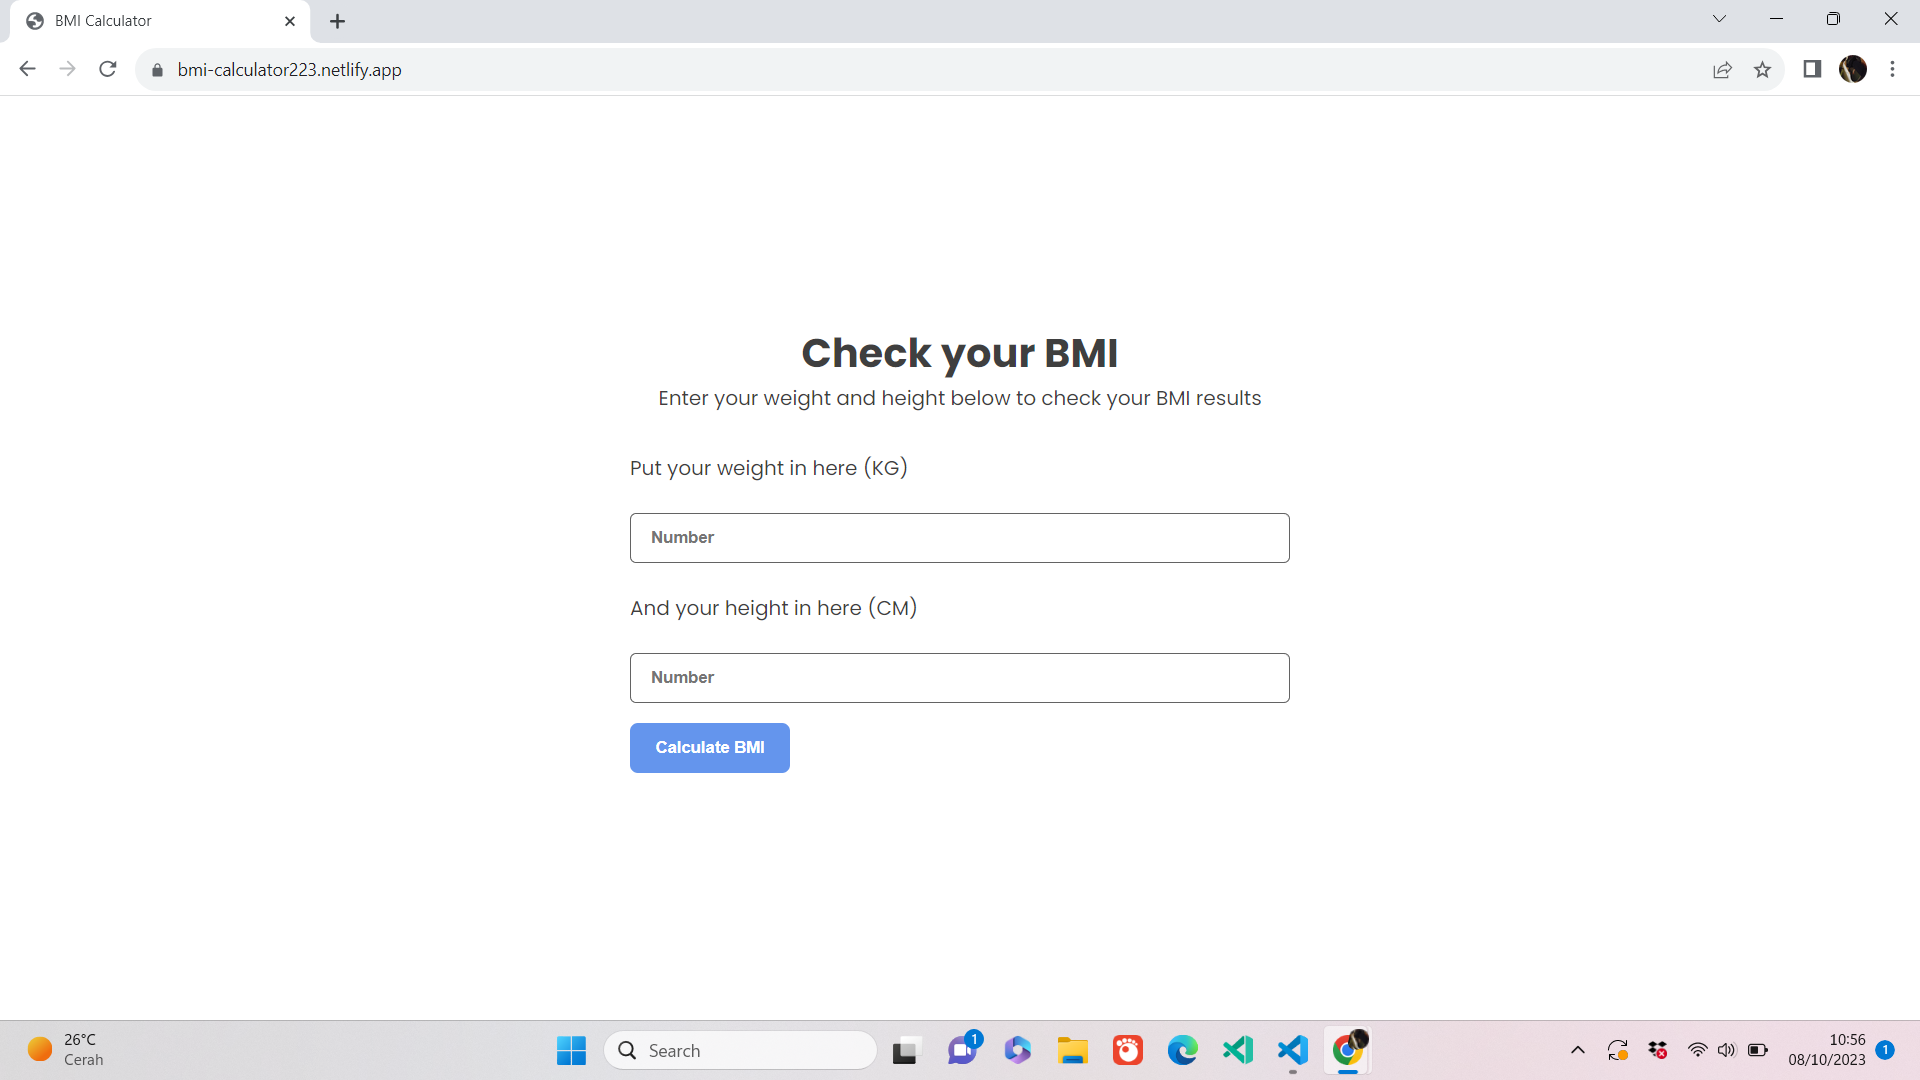 BMI Calculator
bmi-calculator223.netlify.app
Check your BMI
Enter your weight and height below to check your BMI results
Put your weight in here (KG)
Number
And your height in here (CM)
Number
Calculate BMI
26°C
Cerah
Search
1
10:56
08/10/2023
1